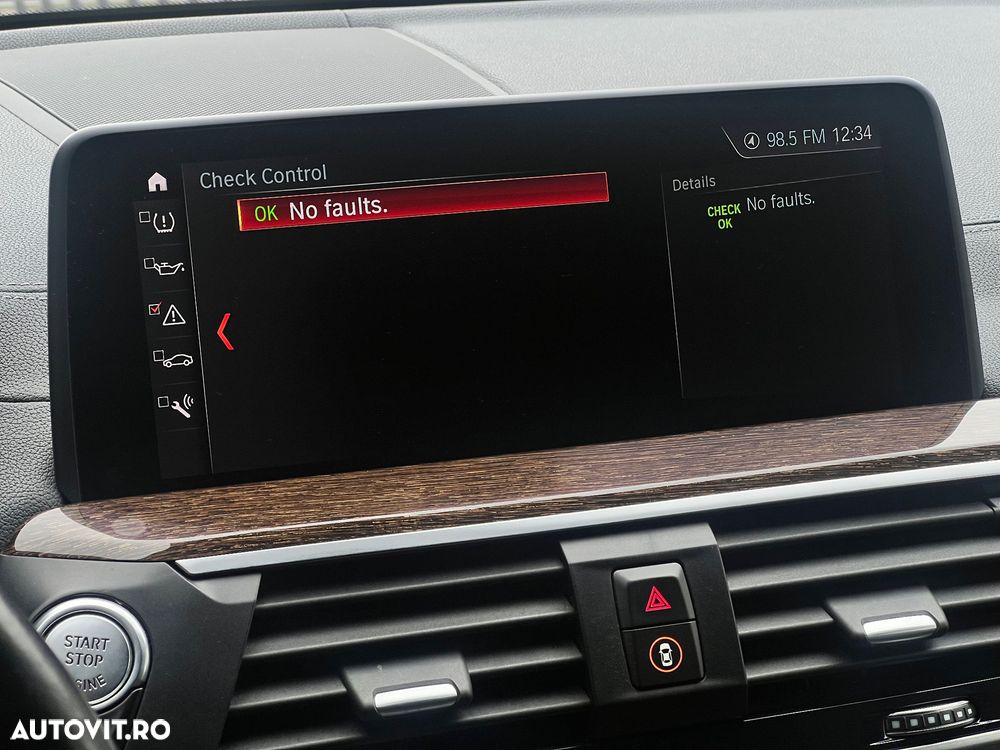 98.5 FM 12:34
Check Control
OK No faults.
Details
CHECK OK No faults.
START
STOP
AUTOVIT.RO